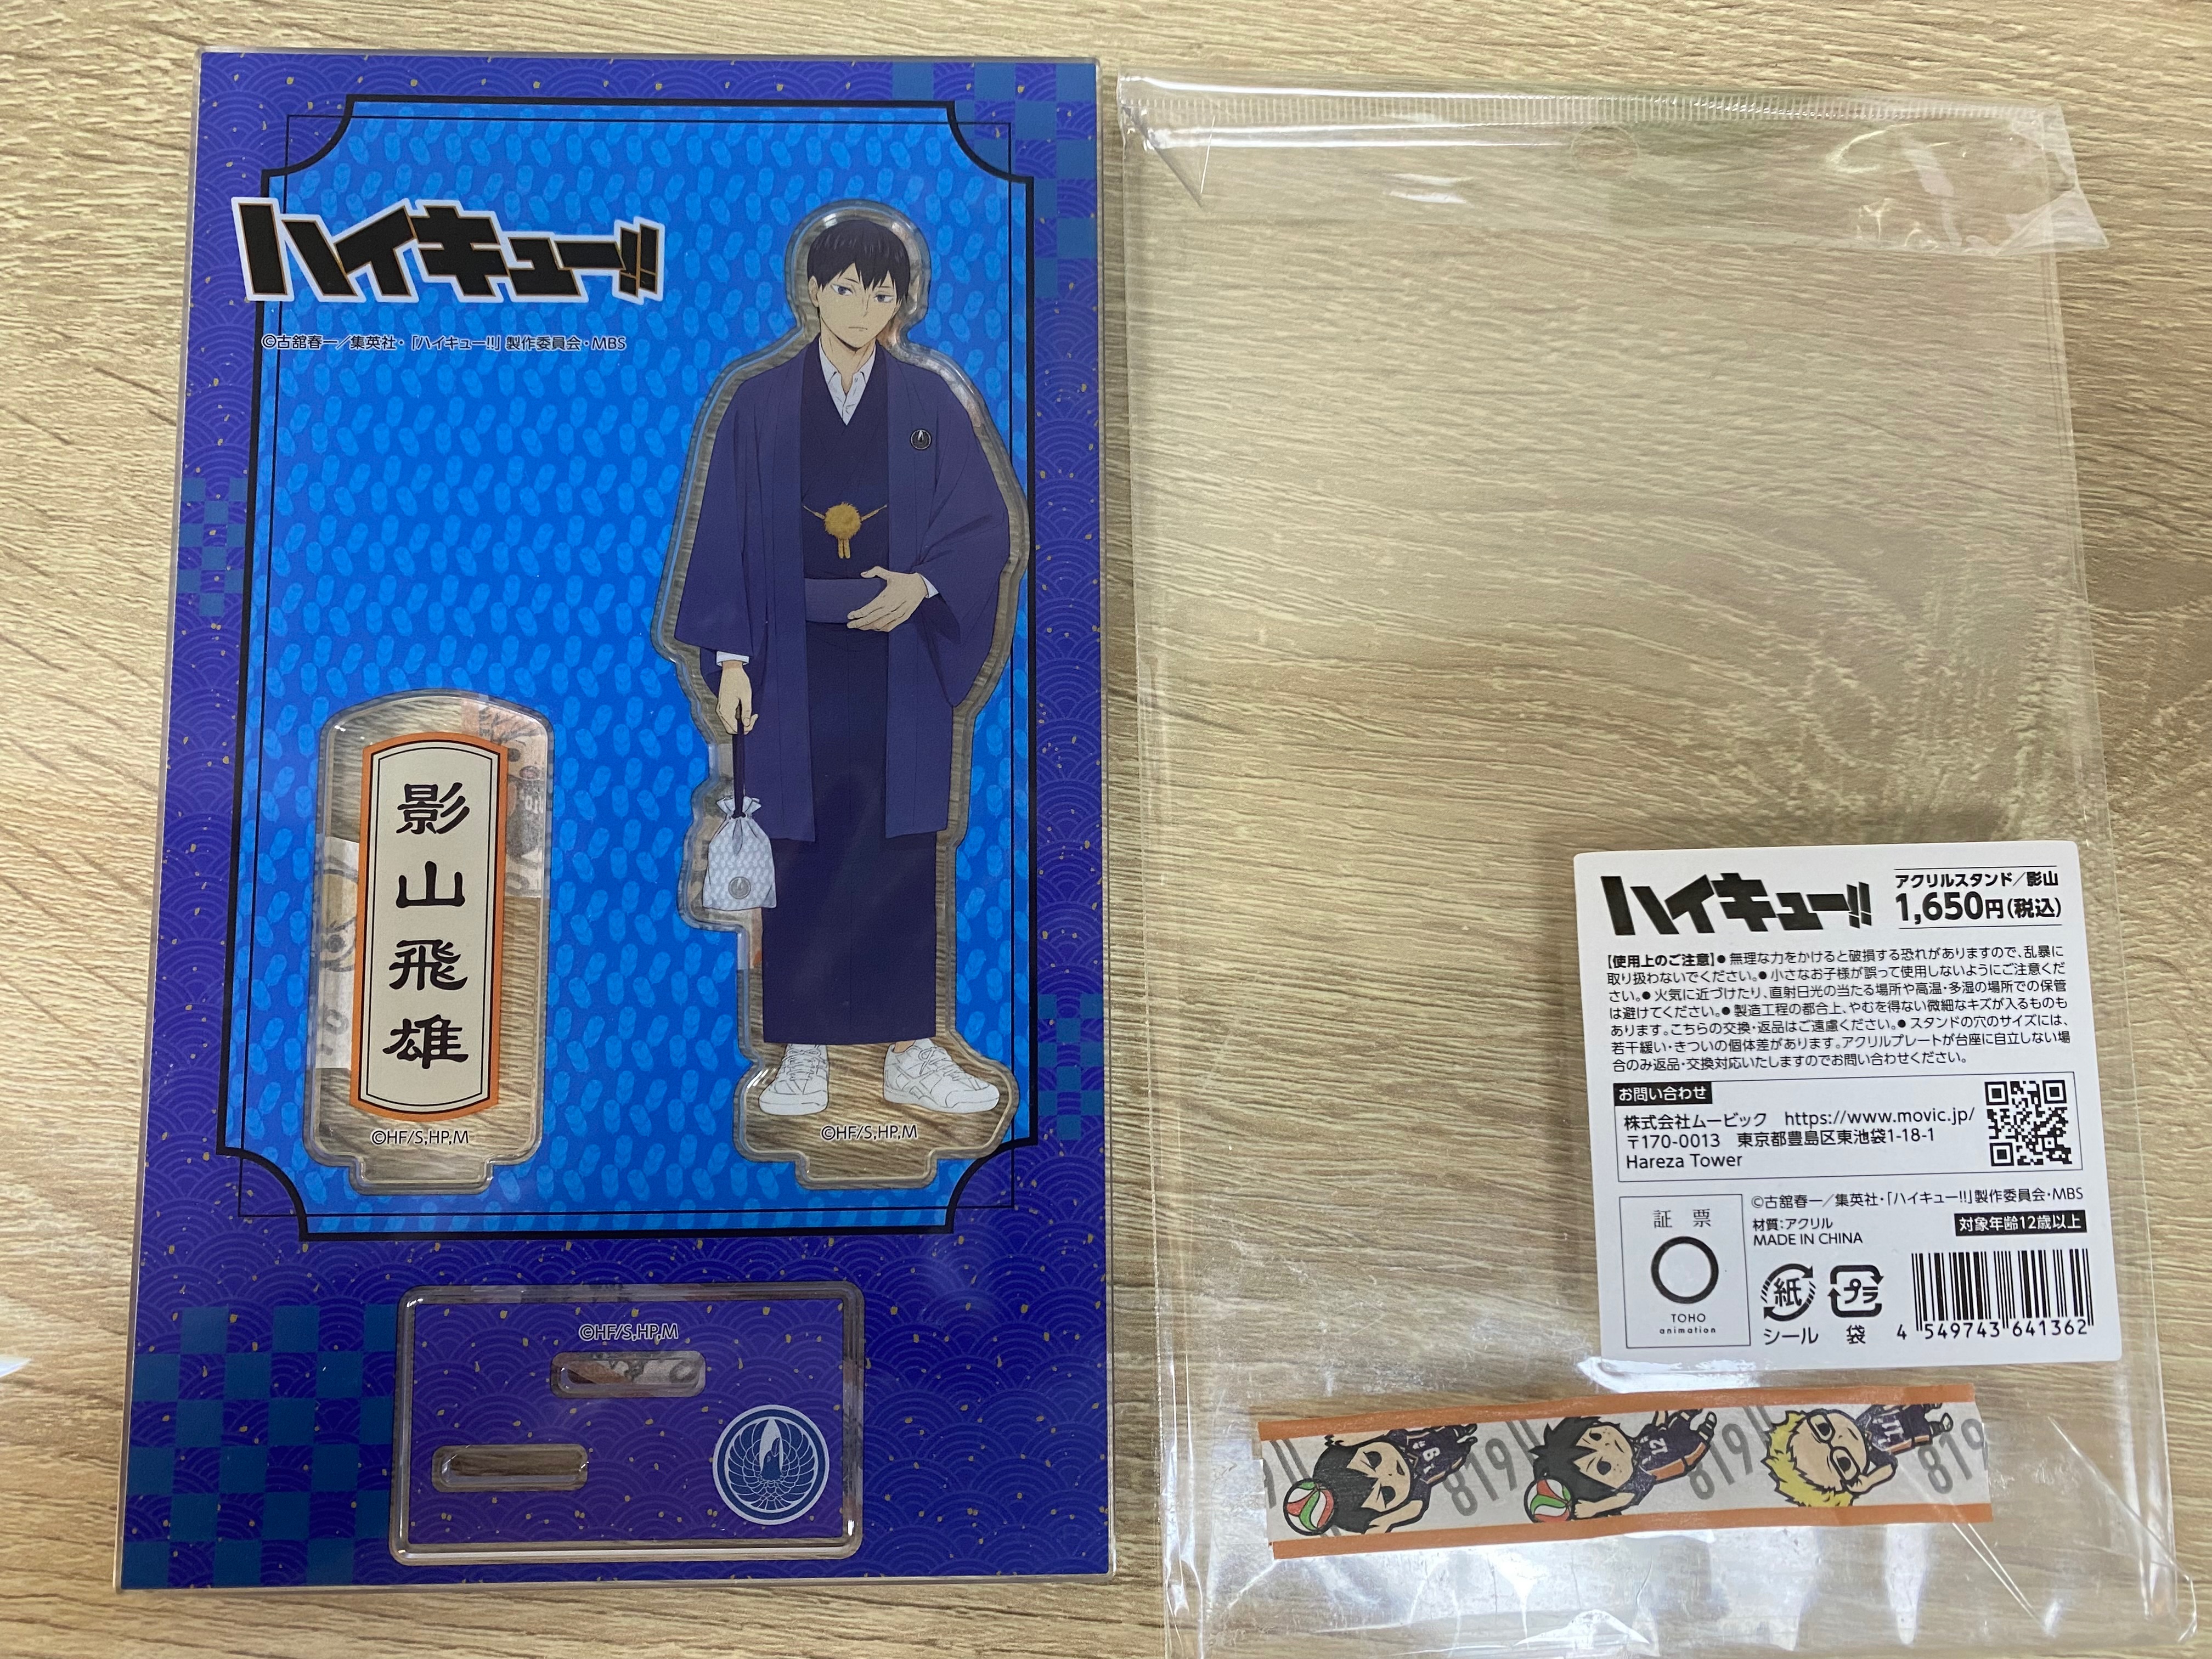 ハイキュー!!
©古舘春一／集英社・「ハイキュー!!」製作委員会・MBS
影山飛雄
©HF/S,HP,M
©HF/S,HP,M
©HF/S,HP,M
ハイキュー!!
アクリルスタンド／影山
1,650円(税込)
【使用上のご注意】●無理な力をかけると破損する恐れがありますので、乱暴に
取り扱わないでください。●小さなお子様が誤って使用しないようにご注意くだ
さい。●火気に近づけたり、直射日光の当たる場所や高温・多湿の場所での保管
は避けてください。●製造工程の都合上、やむを得ない微細なキズが入るものも
あります。こちらの交換・返品はご遠慮ください。●スタンドの穴のサイズには、
若干緩い・きついの個体差があります。アクリルプレートが台座に自立しない場
合のみ返品・交換対応いたしますのでお問い合わせください。
お問い合わせ
株式会社ムービック https://www.movic.jp/
〒170-0013 東京都豊島区東池袋1-18-1
Hareza Tower
©古舘春一／集英社・「ハイキュー!!」製作委員会・MBS
証票
TOHO
animation
材質：アクリル
MADE IN CHINA
対象年齢12歳以上
紙
シール
プラ
袋
4 549743 641362
819
819
819
9
12
11